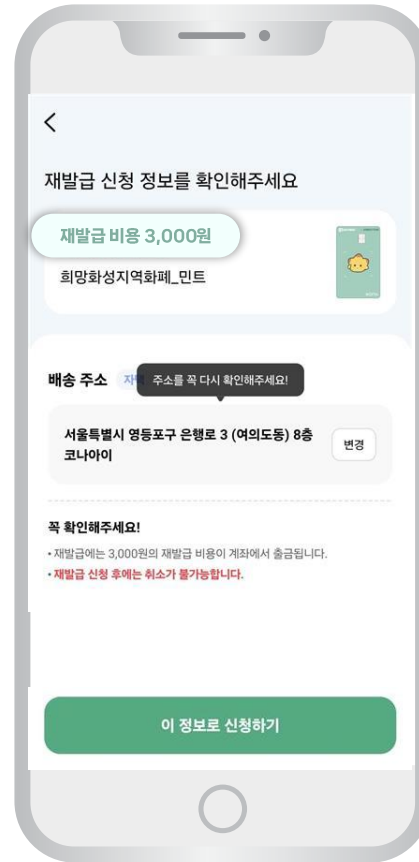 재발급 신청 정보를 확인해주세요
재발급 비용 3,000원
희망화성지역화폐_민트
주소를 꼭 다시 확인해주세요!
배송 주소
서울특별시 영등포구 은행로 3 (여의도동) 8층
코나아이
변경
꼭 확인해주세요!
• 재발급에는 3,000원의 재발급 비용이 계좌에서 출금됩니다.
• 재발급 신청 후에는 취소가 불가능합니다.
이 정보로 신청하기